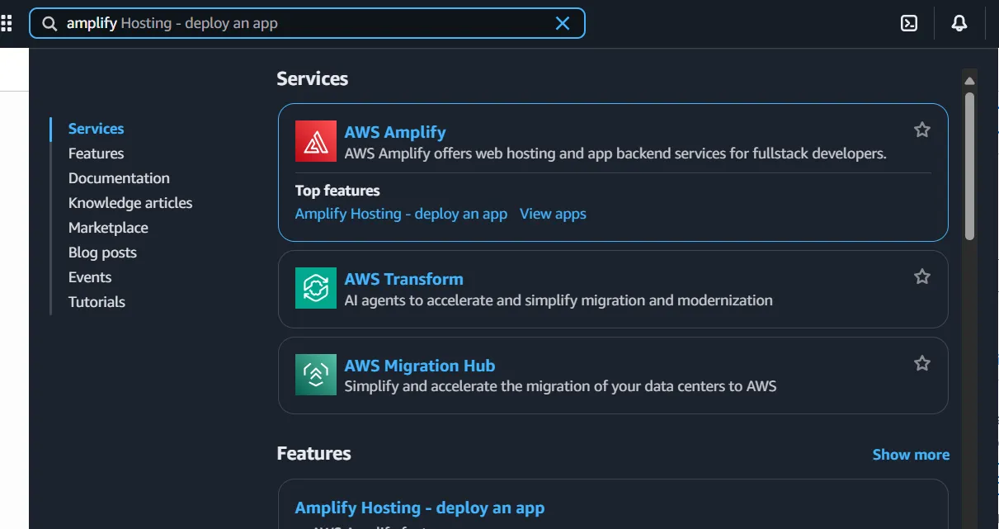 amplify Hosting - deploy an app
Services
Services
Features
Documentation
Knowledge articles
Marketplace
Blog posts
Events
Tutorials
AWS Amplify
AWS Amplify offers web hosting and app backend services for fullstack developers.
Top features
Amplify Hosting - deploy an app View apps
AWS Transform
AI agents to accelerate and simplify migration and modernization
AWS Migration Hub
Simplify and accelerate the migration of your data centers to AWS
Features
Show more
Amplify Hosting - deploy an app